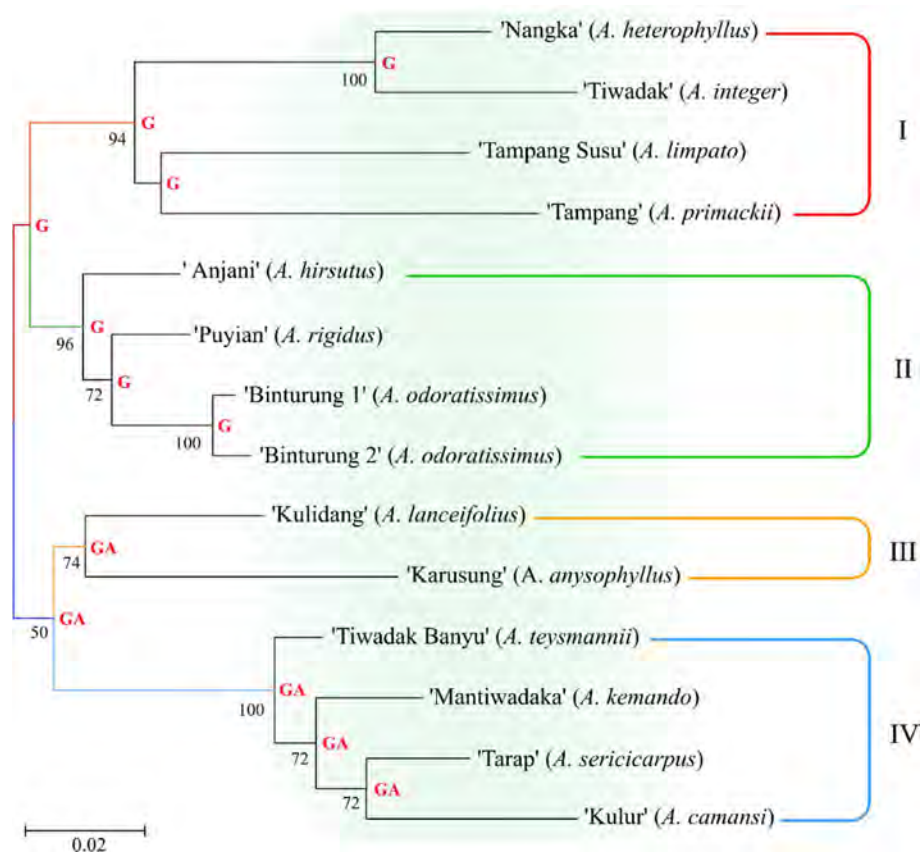 'Nangka' (A. heterophyllus)
G
100
'Tiwadak' (A. integer)
G
94
I
'Tampang Susu' (A. limpato)
G
'Tampang' (A. primackii)
G
' Anjani' (A. hirsutus)
G
96
'Puyian' (A. rigidus)
II
G
72
'Binturung 1' (A. odoratissimus)
G
100
'Binturung 2' (A. odoratissimus)
'Kulidang' (A. lanceifolius)
GA
74
III
'Karusung' (A. anysophyllus)
GA
50
'Tiwadak Banyu' (A. teysmannii)
GA
100
'Mantiwadaka' (A. kemando)
IV
GA
72
'Tarap' (A. sericicarpus)
GA
72
'Kulur' (A. camansi)
0.02